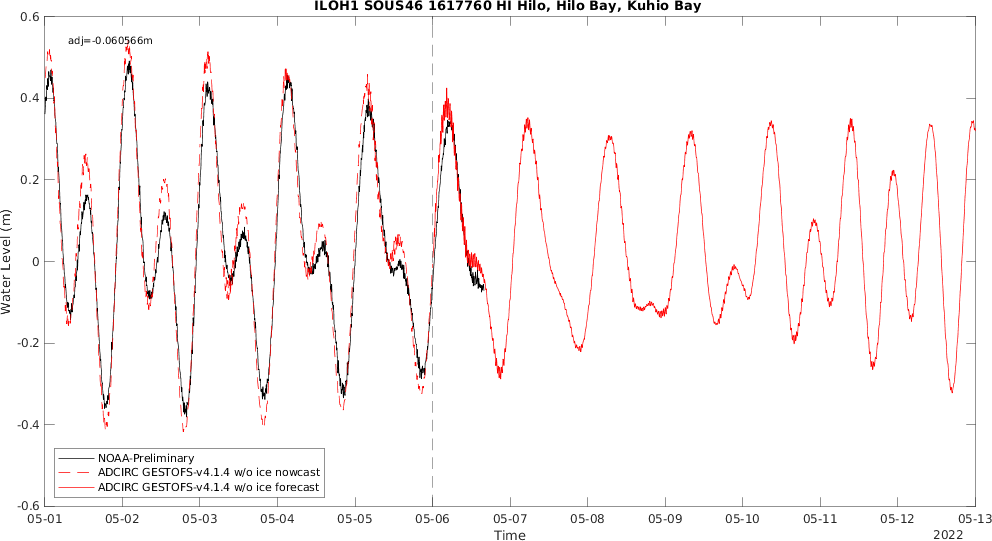 ILOH1 SOUS46 1617760 HI Hilo, Hilo Bay, Kuhio Bay
adj=-0.060566m
0.6
0.4
0.2
0
-0.2
-0.4
-0.6
Water Level (m)
NOAA-Preliminary
ADCIRC GESTOFS-v4.1.4 w/o ice nowcast
ADCIRC GESTOFS-v4.1.4 w/o ice forecast
05-01 05-02 05-03 05-04 05-05 05-06 05-07 05-08 05-09 05-10 05-11 05-12 05-13
Time
2022